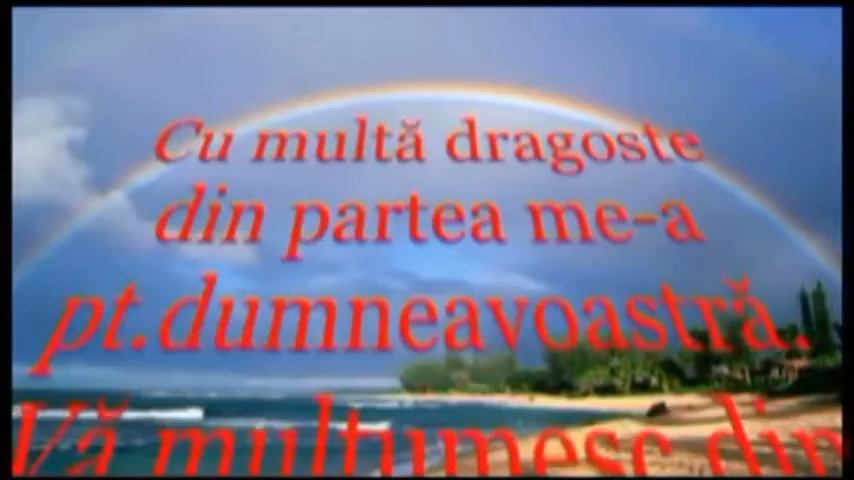 Cu multă dragoste
din partea me-a
pt.dumneavoastră.
Vă mulțumesc din